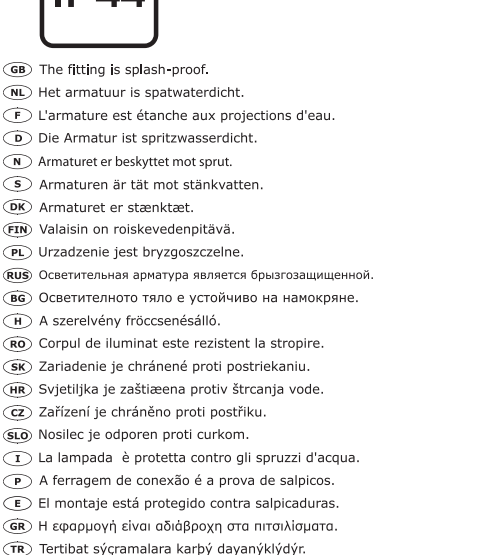 IP 44
GB The fitting is splash-proof.
NL Het armatuur is spatwaterdicht.
F L'armature est étanche aux projections d'eau.
D Die Armatur ist spritzwasserdicht.
N Armaturet er beskyttet mot sprut.
S Armaturen är tät mot stänkvatten.
DK Armaturet er stænktæt.
FIN Valaisin on roiskevedenpitävä.
PL Urzadzenie jest bryzgoszczelne.
RUS Осветительная арматура является брызгозащищенной.
BG Осветителното тяло е устойчиво на намокряне.
H A szerelvény fröccsenésálló.
RO Corpul de iluminat este rezistent la stropire.
SK Zariadenie je chránené proti postriekaniu.
HR Svjetiljka je zaštiæena protiv štrcanja vode.
CZ Zařízení je chráněno proti postřiku.
SLO Nosilec je odporen proti curkom.
I La lampada è protetta contro gli spruzzi d'acqua.
P A ferragem de conexão é a prova de salpicos.
E El montaje está protegido contra salpicaduras.
GR Η εφαρμογή είναι αδιάβροχη στα πιτσιλίσματα.
TR Tertibat sýçramalara karþý dayanýklýdýr.